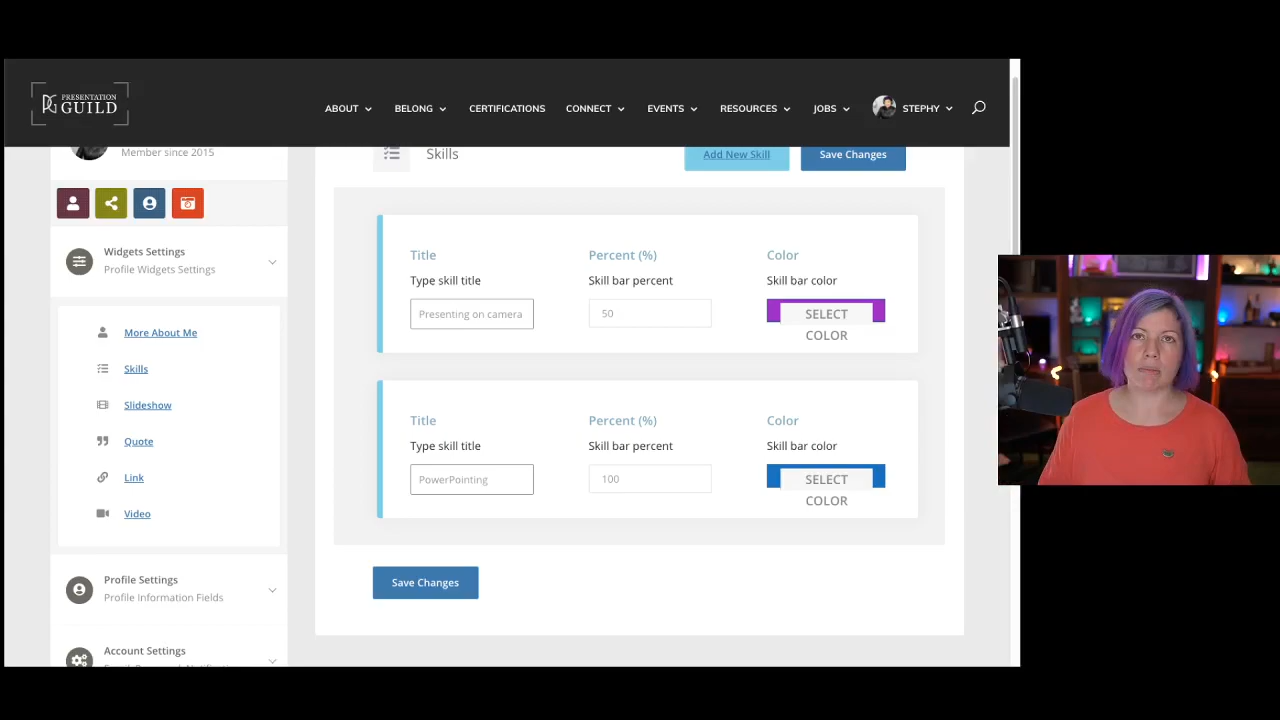 PRESENTATION
GUILD
ABOUT
BELONG
CERTIFICATIONS
CONNECT
EVENTS
RESOURCES
JOBS
STEPHY
Member since 2015
Widgets Settings
Profile Widgets Settings
More About Me
Skills
Slideshow
Quote
Link
Video
Profile Settings
Profile Information Fields
Account Settings
Skills
Add New Skill
Save Changes
Title
Type skill title
Presenting on camera
Percent (%)
Skill bar percent
50
Color
Skill bar color
SELECT
COLOR
Title
Type skill title
PowerPointing
Percent (%)
Skill bar percent
100
Color
Skill bar color
SELECT
COLOR
Save Changes